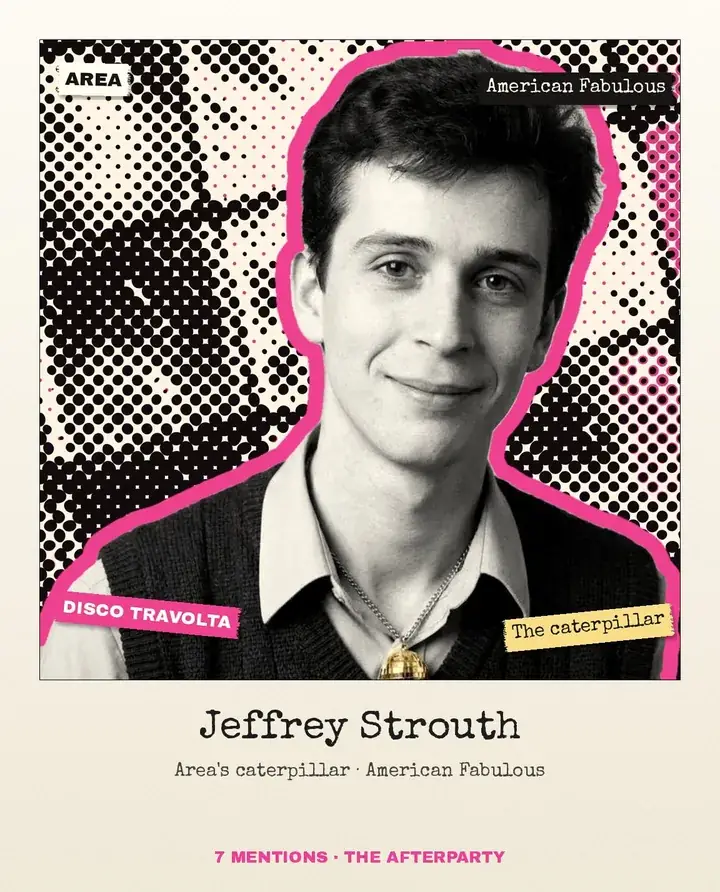 AREA
American Fabulous
DISCO TRAVOLTA
The caterpillar
Jeffrey Strouth
Area's caterpillar · American Fabulous
7 MENTIONS · THE AFTERPARTY